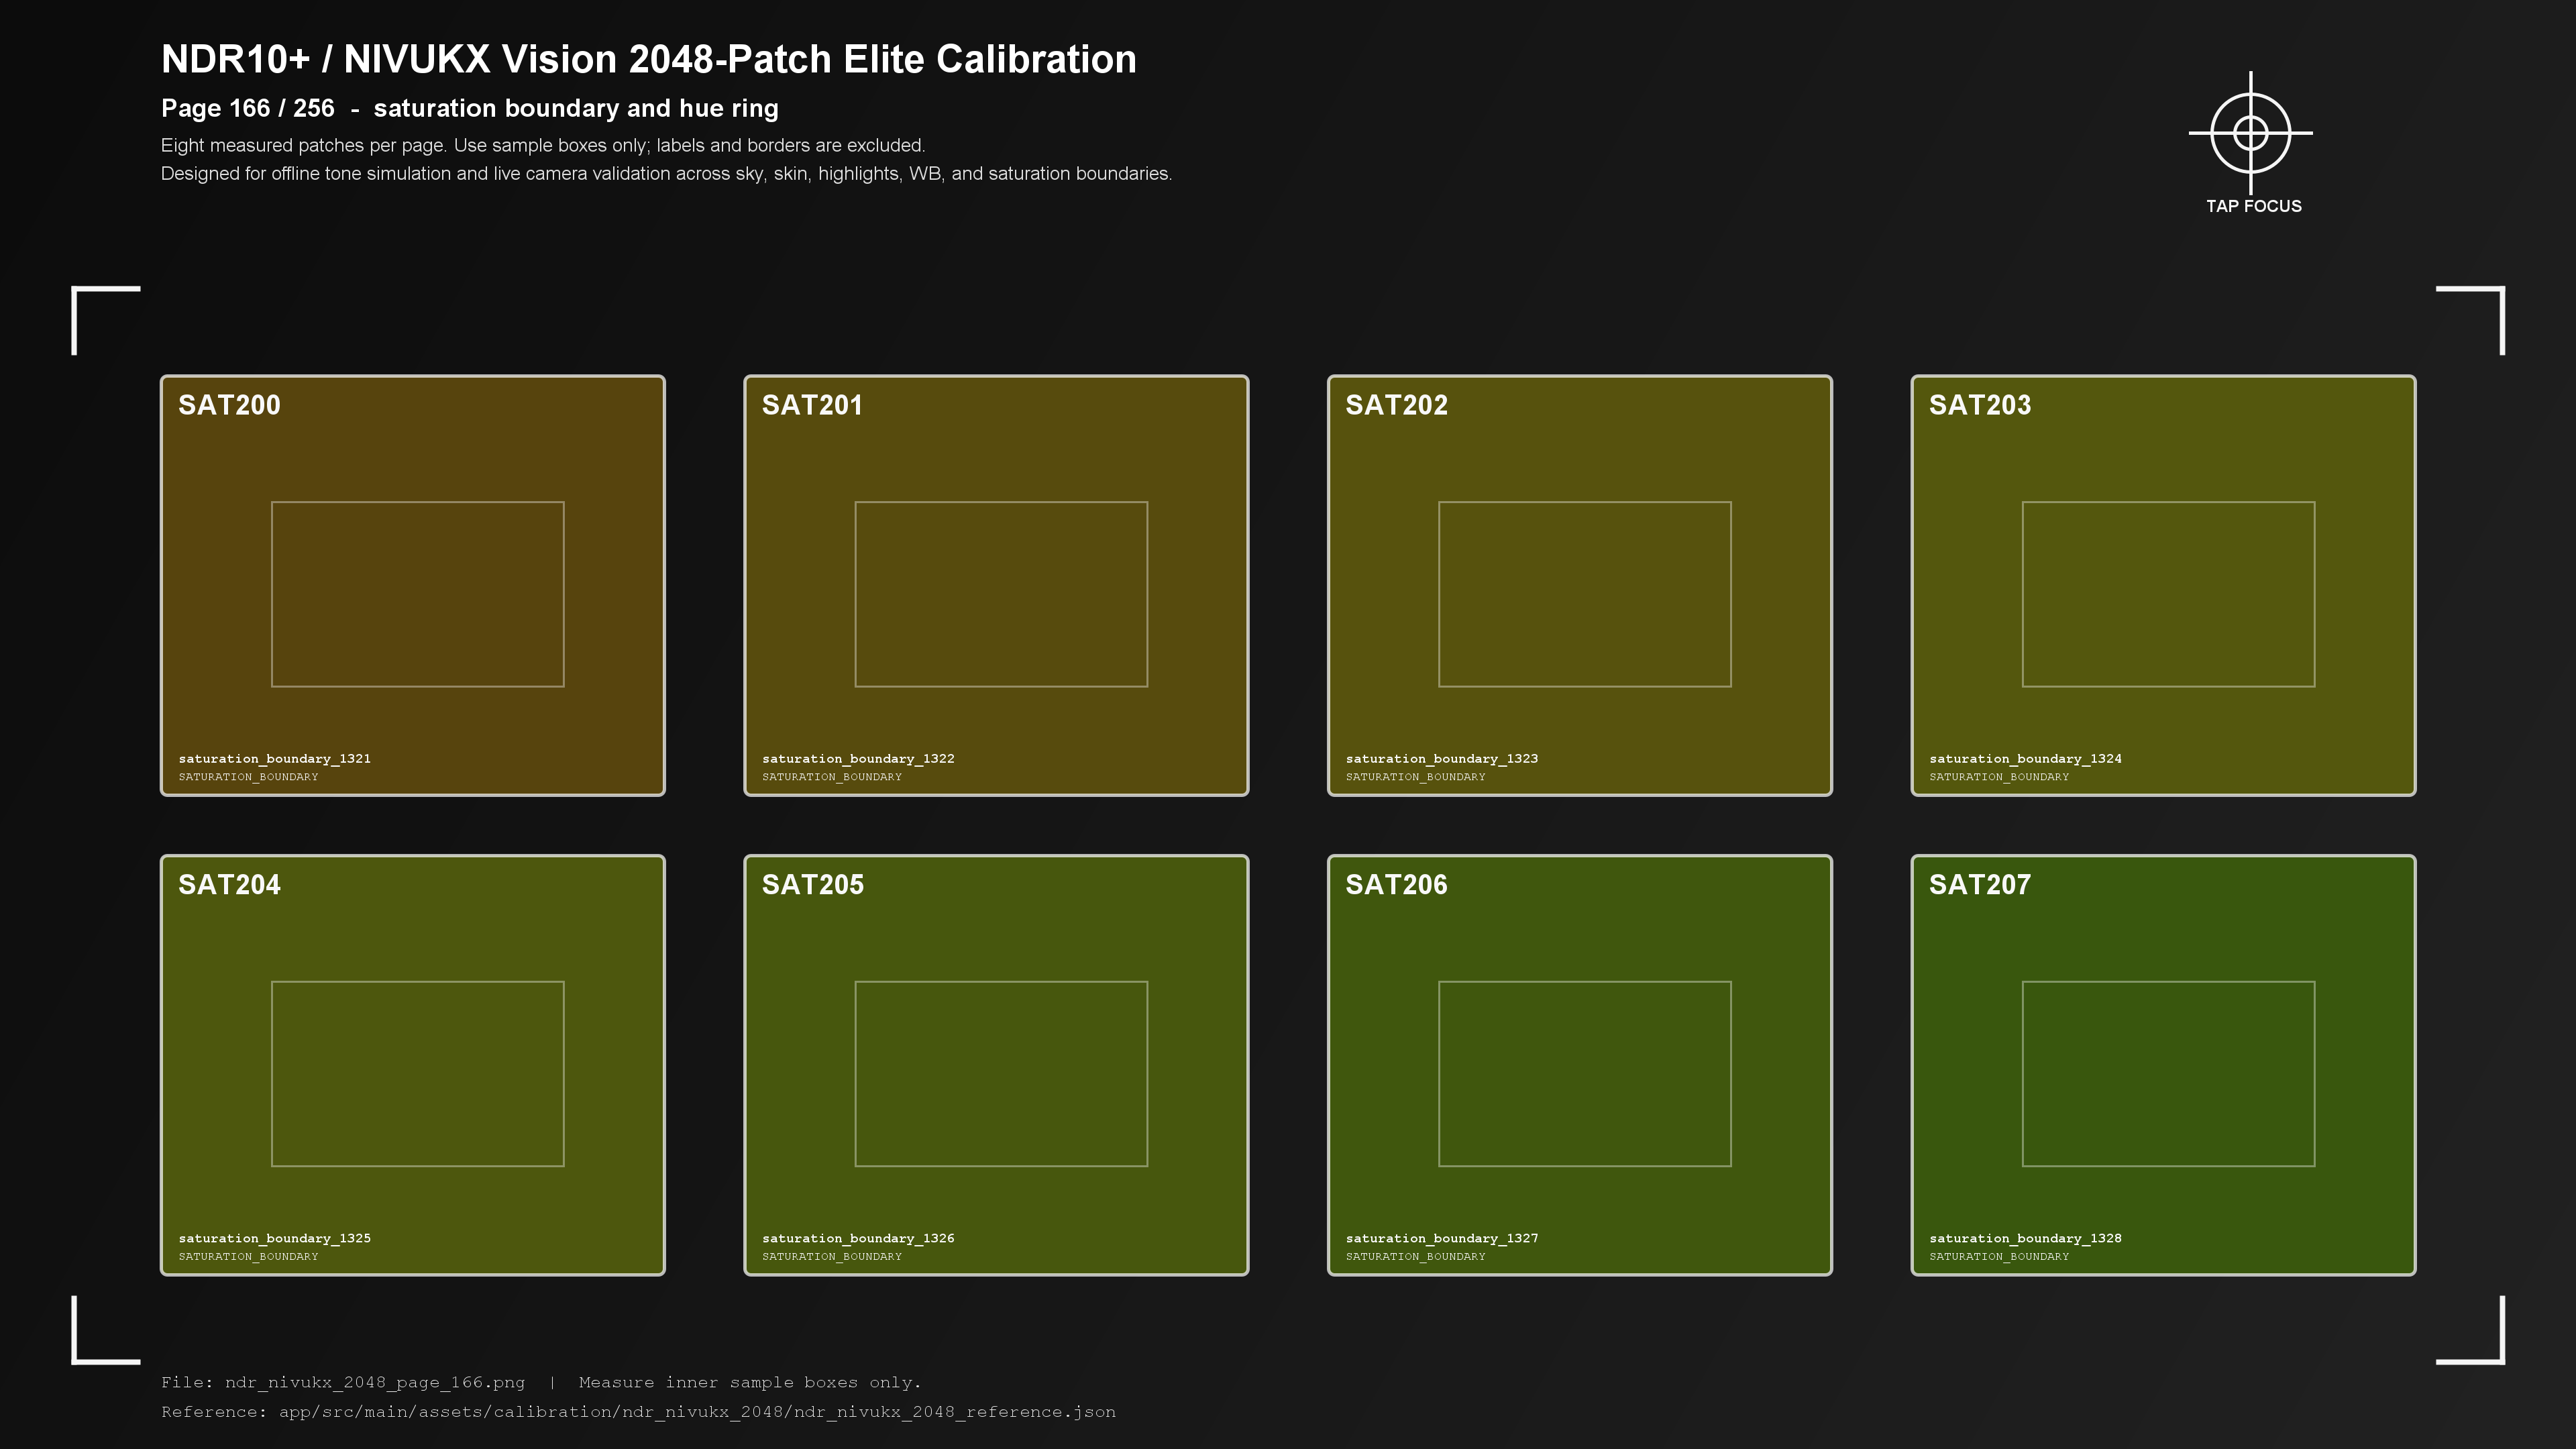 NDR10+ / NIVUKX Vision 2048-Patch Elite Calibration
Page 166 / 256 - saturation boundary and hue ring
Eight measured patches per page. Use sample boxes only; labels and borders are excluded.
Designed for offline tone simulation and live camera validation across sky, skin, highlights, WB, and saturation boundaries.
TAP FOCUS
SAT200
saturation_boundary_1321
SATURATION_BOUNDARY
SAT201
saturation_boundary_1322
SATURATION_BOUNDARY
SAT202
saturation_boundary_1323
SATURATION_BOUNDARY
SAT203
saturation_boundary_1324
SATURATION_BOUNDARY
SAT204
saturation_boundary_1325
SATURATION_BOUNDARY
SAT205
saturation_boundary_1326
SATURATION_BOUNDARY
SAT206
saturation_boundary_1327
SATURATION_BOUNDARY
SAT207
saturation_boundary_1328
SATURATION_BOUNDARY
File: ndr_nivukx_2048_page_166.png | Measure inner sample boxes only.
Reference: app/src/main/assets/calibration/ndr_nivukx_2048/ndr_nivukx_2048_reference.json